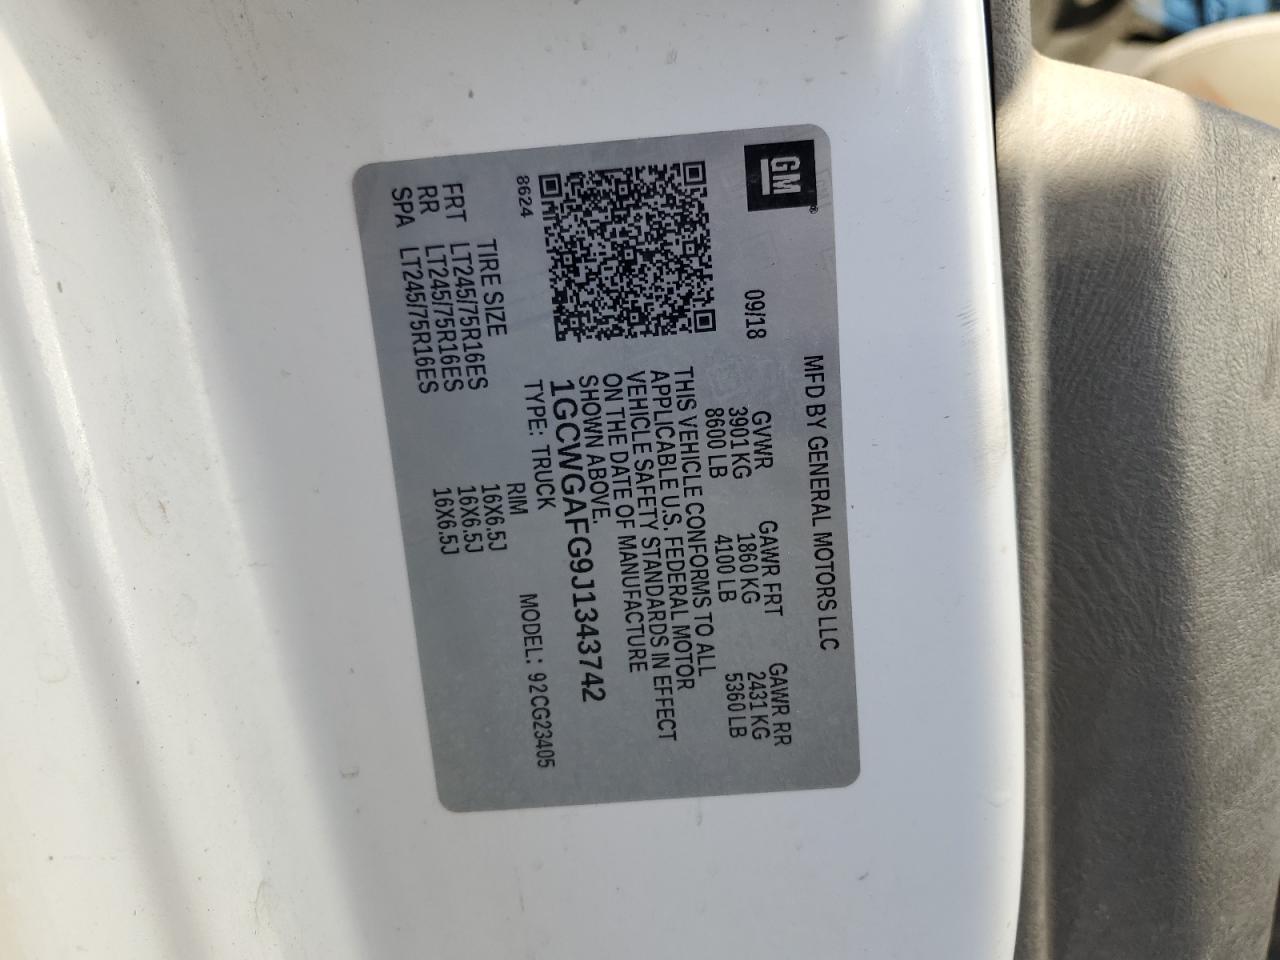 MFD BY GENERAL MOTORS LLC
GM®
09/18
GVWR GAWR FRT GAWR RR
3901 KG 1860 KG 2431 KG
8600 LB 4100 LB 5360 LB
THIS VEHICLE CONFORMS TO ALL
APPLICABLE U.S. FEDERAL MOTOR
VEHICLE SAFETY STANDARDS IN EFFECT
ON THE DATE OF MANUFACTURE
SHOWN ABOVE.
1GCWGAFG9J1343742
8624
TYPE: TRUCK MODEL: 92CG23405
TIRE SIZE RIM
FRT LT245/75R16ES 16X6.5J
RR LT245/75R16ES 16X6.5J
SPA LT245/75R16ES 16X6.5J